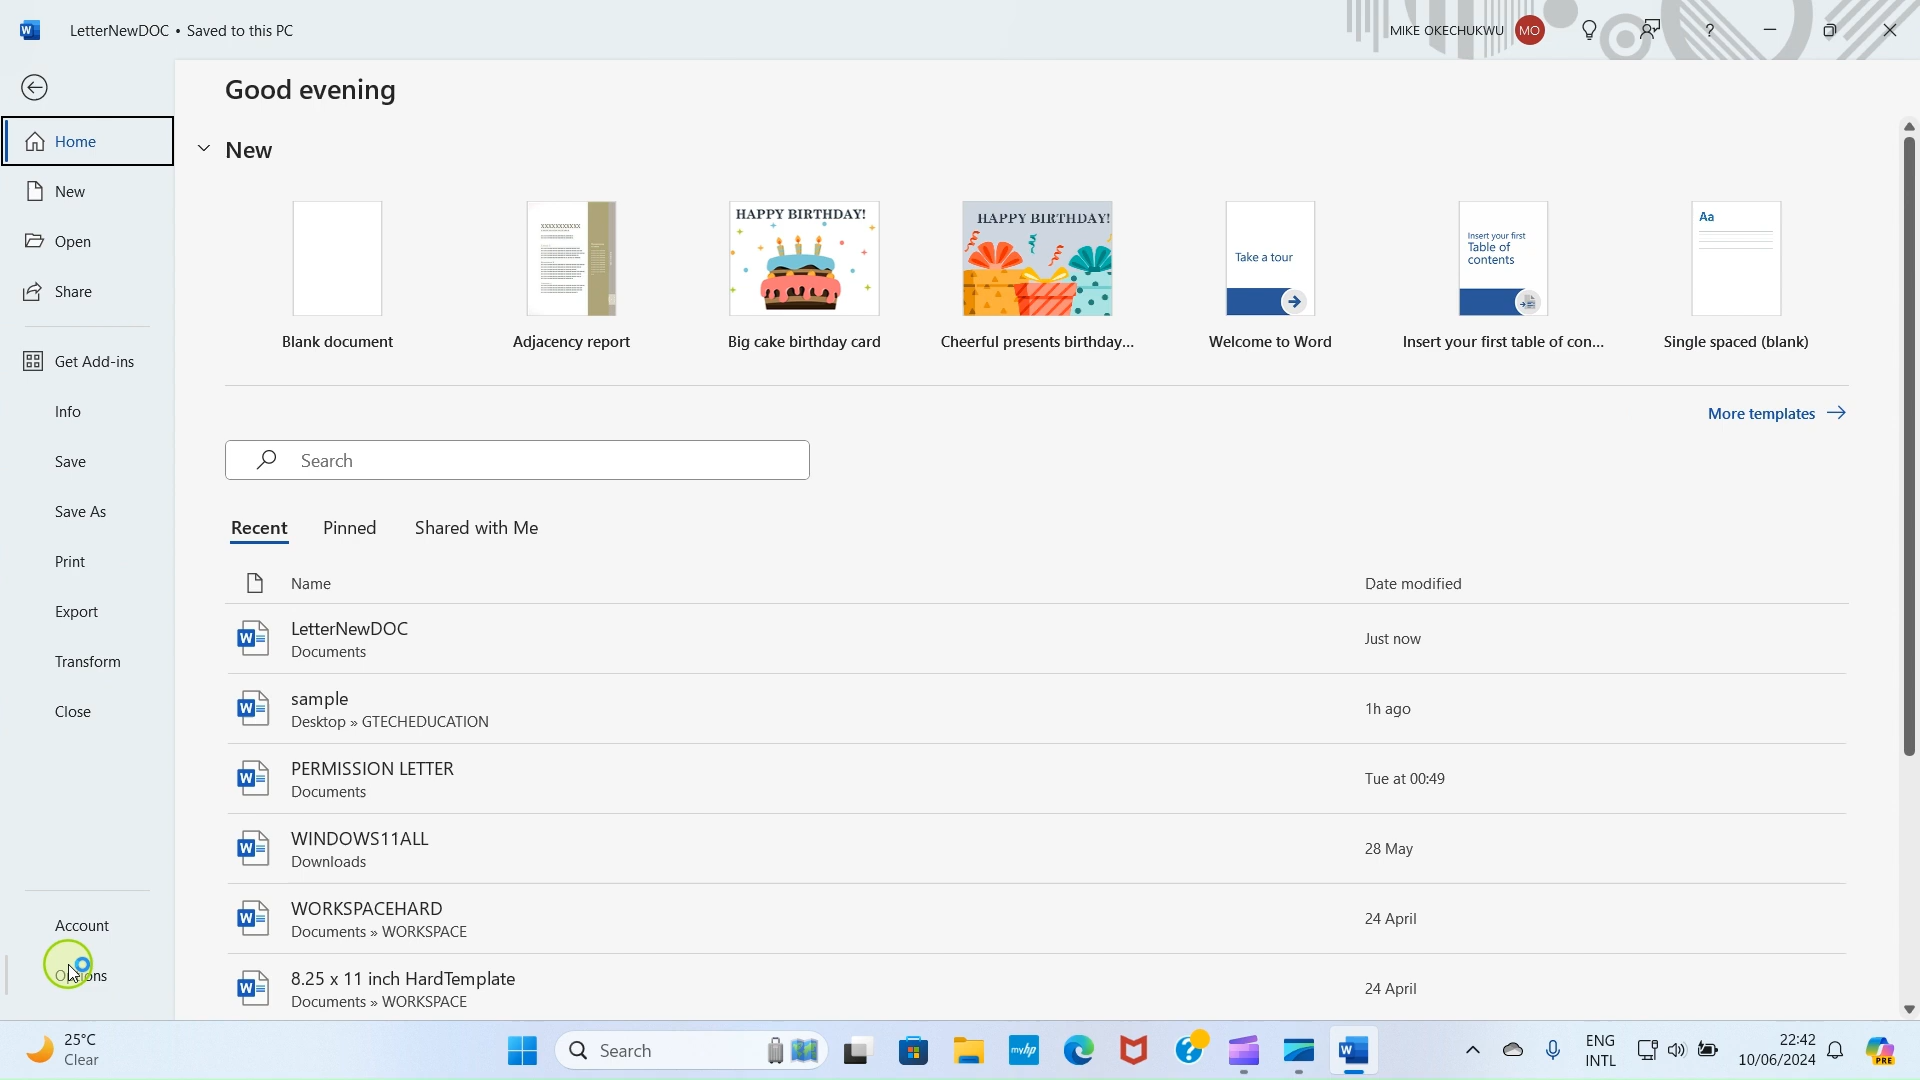 LetterNewDOC • Saved to this PC
MIKE OKECHUKWU MO
?
Good evening
Home
New
New
Open
Share
Get Add-ins
Info
Save
Save As
Print
Export
Transform
Close
Account
Options
HAPPY BIRTHDAY!
HAPPY BIRTHDAY!
Take a tour
Insert your first
Table of
contents
Aa
Blank document
Adjacency report
Big cake birthday card
Cheerful presents birthday...
Welcome to Word
Insert your first table of con...
Single spaced (blank)
More templates
Search
Recent Pinned Shared with Me
Name Date modified
LetterNewDOC
Documents
Just now
sample
Desktop » GTECHEDUCATION
1h ago
PERMISSION LETTER
Documents
Tue at 00:49
WINDOWS11ALL
Downloads
28 May
WORKSPACEHARD
Documents » WORKSPACE
24 April
8.25 x 11 inch HardTemplate
Documents » WORKSPACE
24 April
25°C
Clear
Search
myhp
ENG
INTL
22:42
10/06/2024
PRE